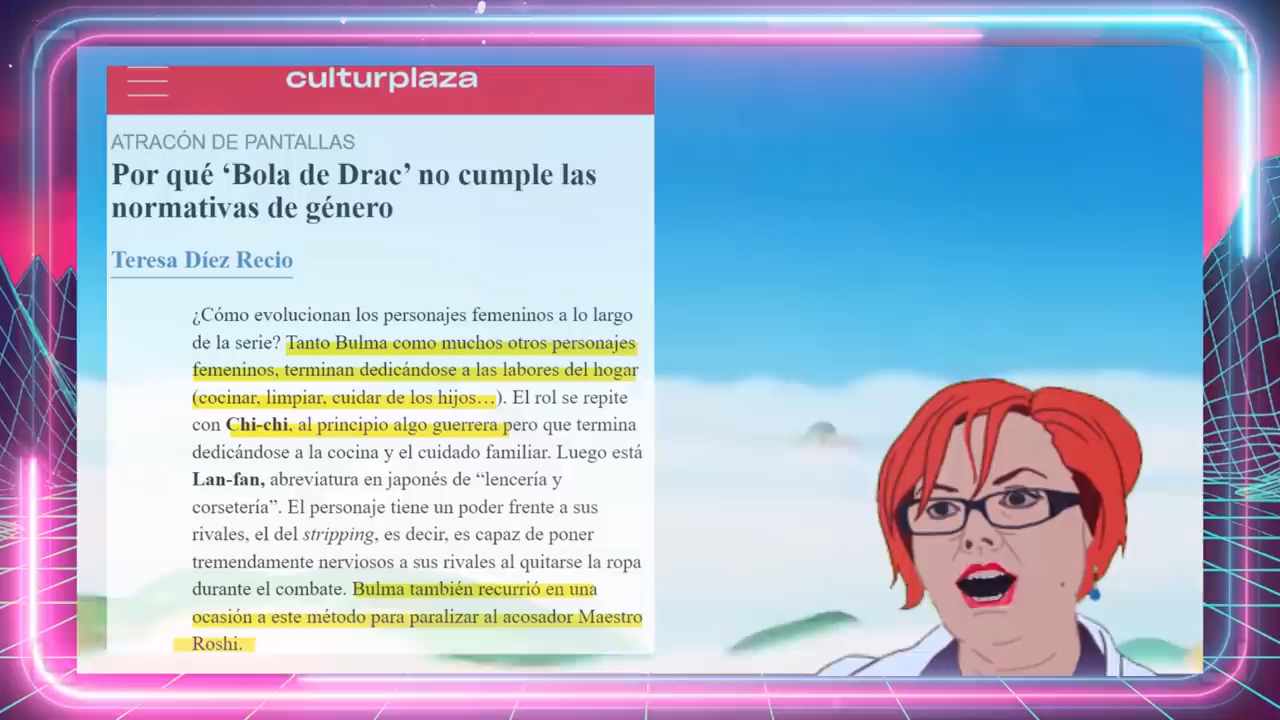 culturplaza
ATRACÓN DE PANTALLAS
Por qué ‘Bola de Drac’ no cumple las
normativas de género
Teresa Díez Recio
¿Cómo evolucionan los personajes femeninos a lo largo
de la serie? Tanto Bulma como muchos otros personajes
femeninos, terminan dedicándose a las labores del hogar
(cocinar, limpiar, cuidar de los hijos…). El rol se repite
con Chi-chi, al principio algo guerrera pero que termina
dedicándose a la cocina y el cuidado familiar. Luego está
Lan-fan, abreviatura en japonés de “lencería y
corsetería”. El personaje tiene un poder frente a sus
rivales, el del stripping, es decir, es capaz de poner
tremendamente nerviosos a sus rivales al quitarse la ropa
durante el combate. Bulma también recurrió en una
ocasión a este método para paralizar al acosador Maestro
Roshi.